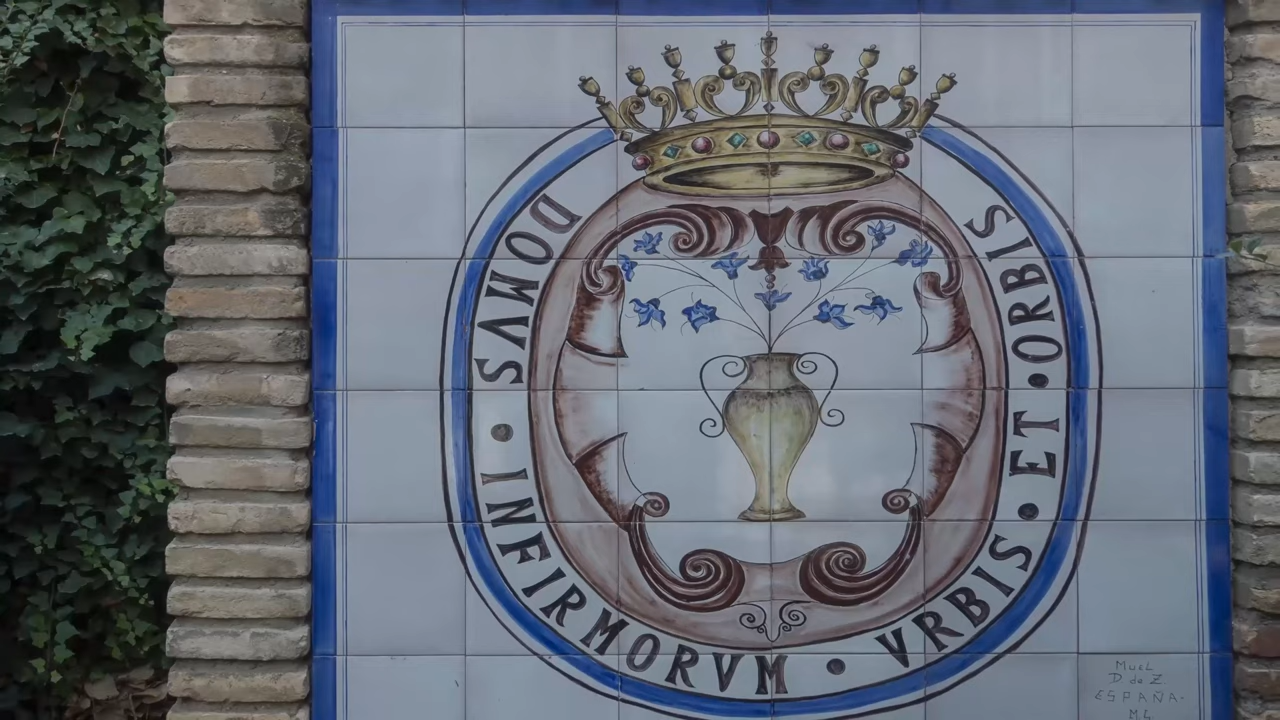 DOMVS • INFIRMORVM • VRBIS • ET • ORBIS
MUEL
D de Z
ESPAÑA.
M.L.